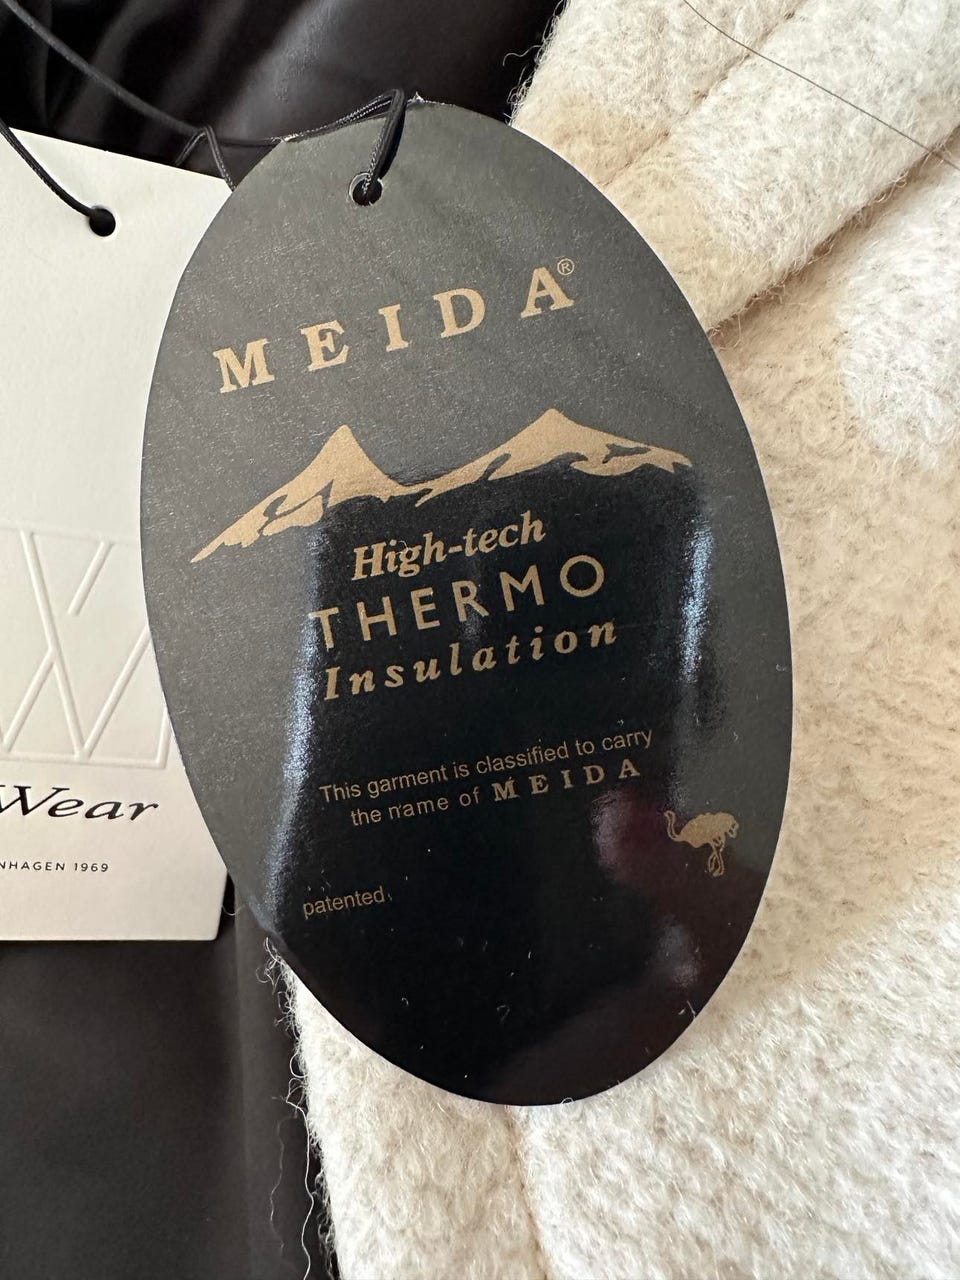 MEIDA®
High-tech
THERMO
Insulation
This garment is classified to carry
the name of MEIDA
patented
W
Wear
NHAGEN 1969